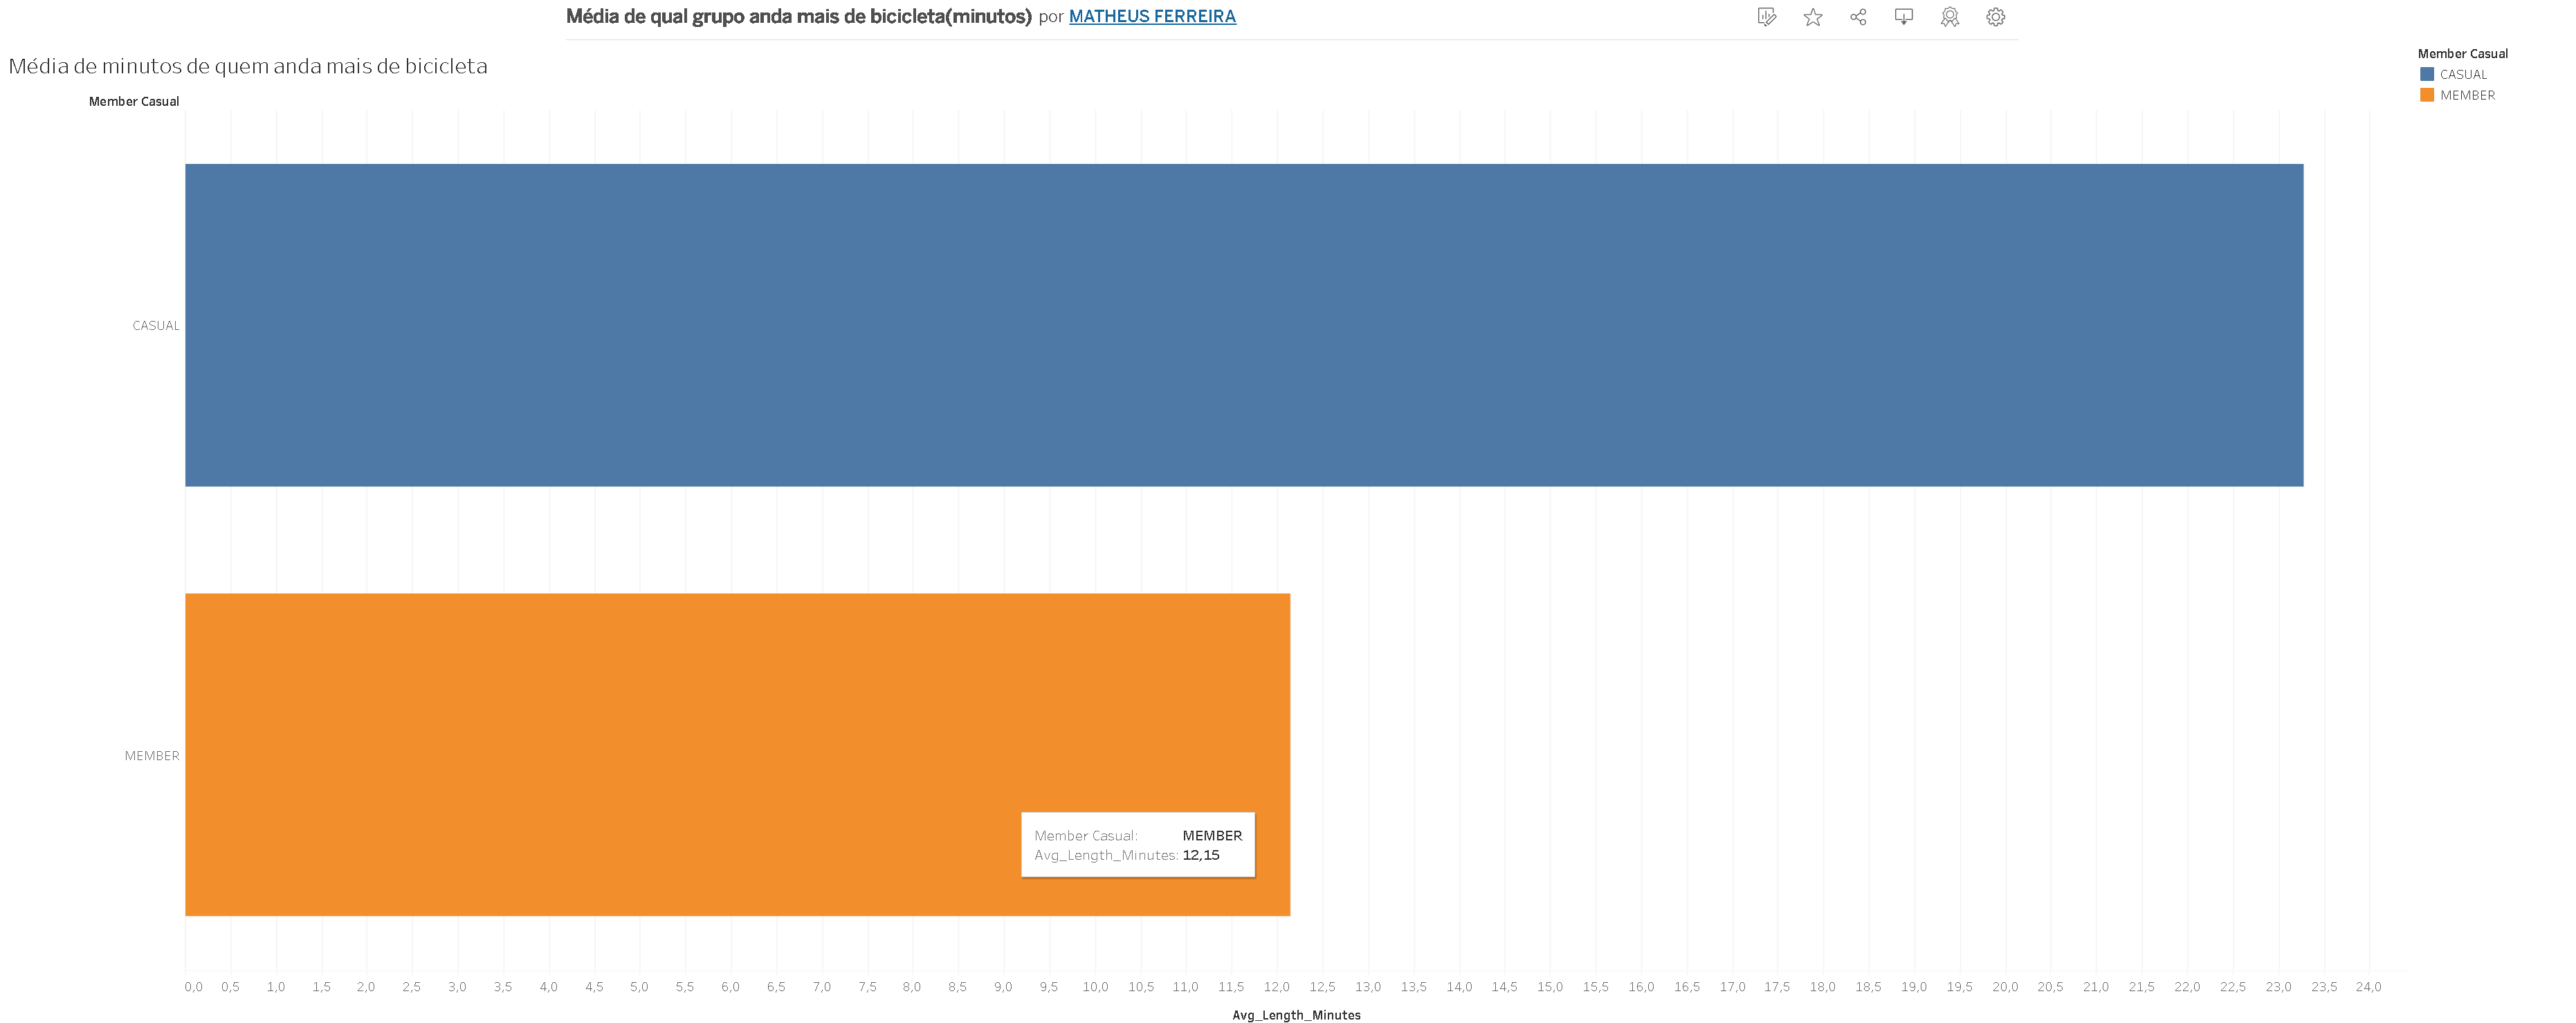 Média de qual grupo anda mais de bicicleta(minutos) por MATHEUS FERREIRA
Média de minutos de quem anda mais de bicicleta
Member Casual
CASUAL
MEMBER
Member Casual
CASUAL
MEMBER
Member Casual: MEMBER
Avg_Length_Minutes: 12,15
0,0 0,5 1,0 1,5 2,0 2,5 3,0 3,5 4,0 4,5 5,0 5,5 6,0 6,5 7,0 7,5 8,0 8,5 9,0 9,5 10,0 10,5 11,0 11,5 12,0 12,5 13,0 13,5 14,0 14,5 15,0 15,5 16,0 16,5 17,0 17,5 18,0 18,5 19,0 19,5 20,0 20,5 21,0 21,5 22,0 22,5 23,0 23,5 24,0
Avg_Length_Minutes